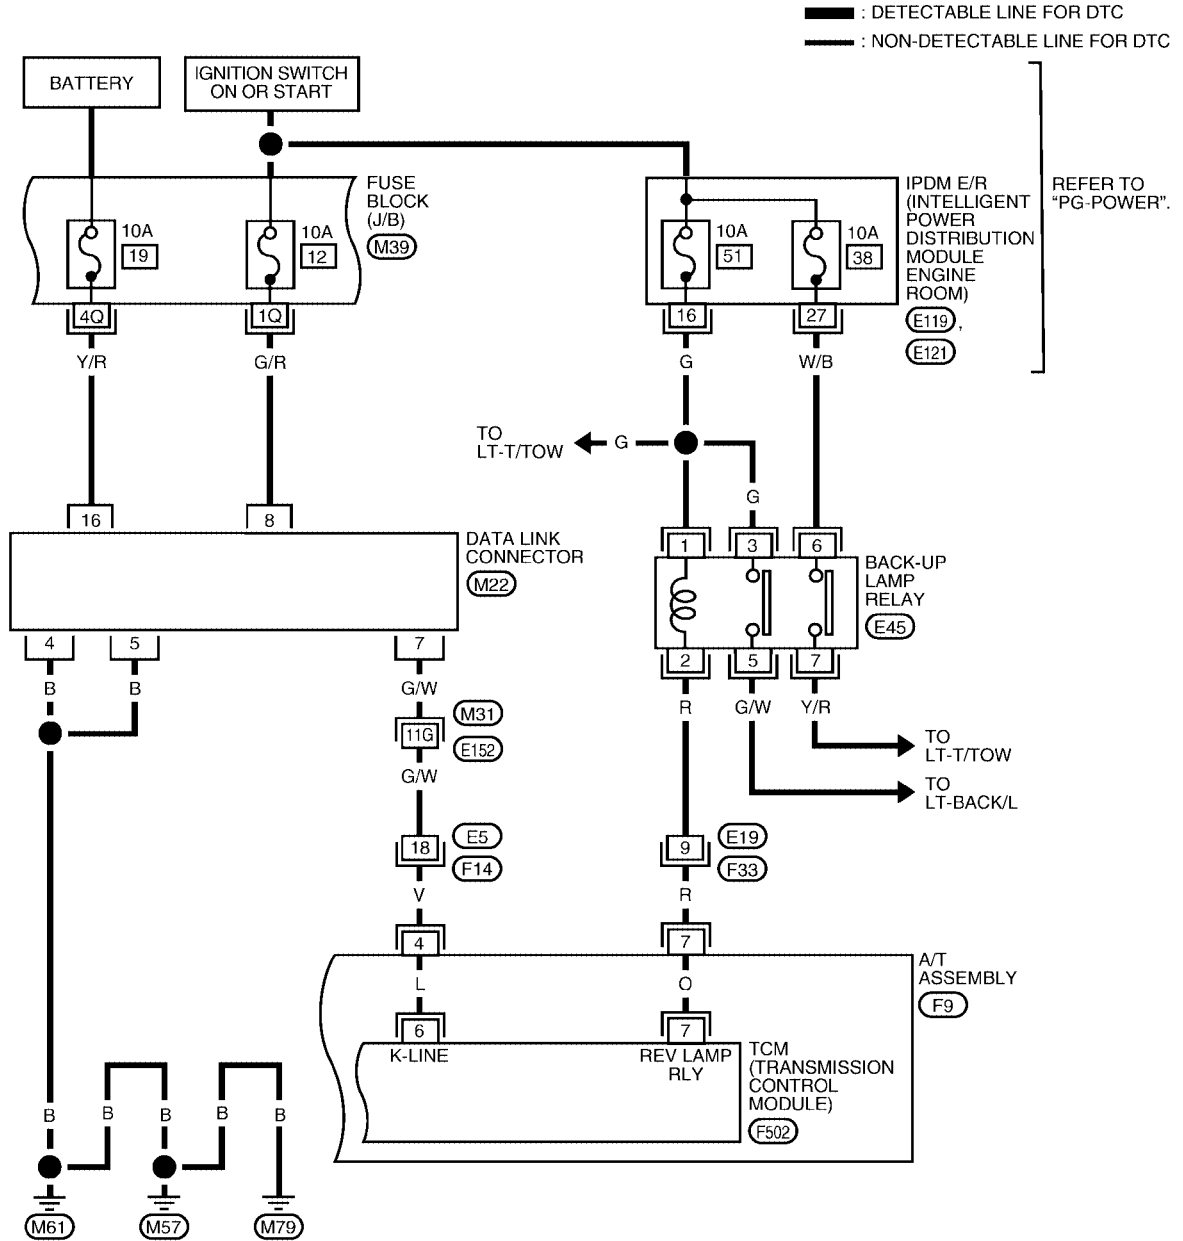 : DETECTABLE LINE FOR DTC
: NON-DETECTABLE LINE FOR DTC
BATTERY
IGNITION SWITCH
ON OR START
FUSE
BLOCK
(J/B)
M39
10A
19
10A
12
4Q
1Q
Y/R
G/R
IPDM E/R
(INTELLIGENT
POWER
DISTRIBUTION
MODULE
ENGINE
ROOM)
E119 ,
E121
REFER TO
"PG-POWER".
10A
51
10A
38
16
27
G
W/B
TO
LT-T/TOW
G
G
16
8
DATA LINK
CONNECTOR
M22
1
3
6
BACK-UP
LAMP
RELAY
E45
4
5
7
2
5
7
B
B
G/W
R
G/W
Y/R
M31
11G
E152
G/W
TO
LT-T/TOW
TO
LT-BACK/L
E5
18
F14
V
E19
9
F33
R
4
7
A/T
ASSEMBLY
F9
L
O
6
7
K-LINE
REV LAMP
RLY
TCM
(TRANSMISSION
CONTROL
MODULE)
F502
B
B
B
B
B
M61
M57
M79